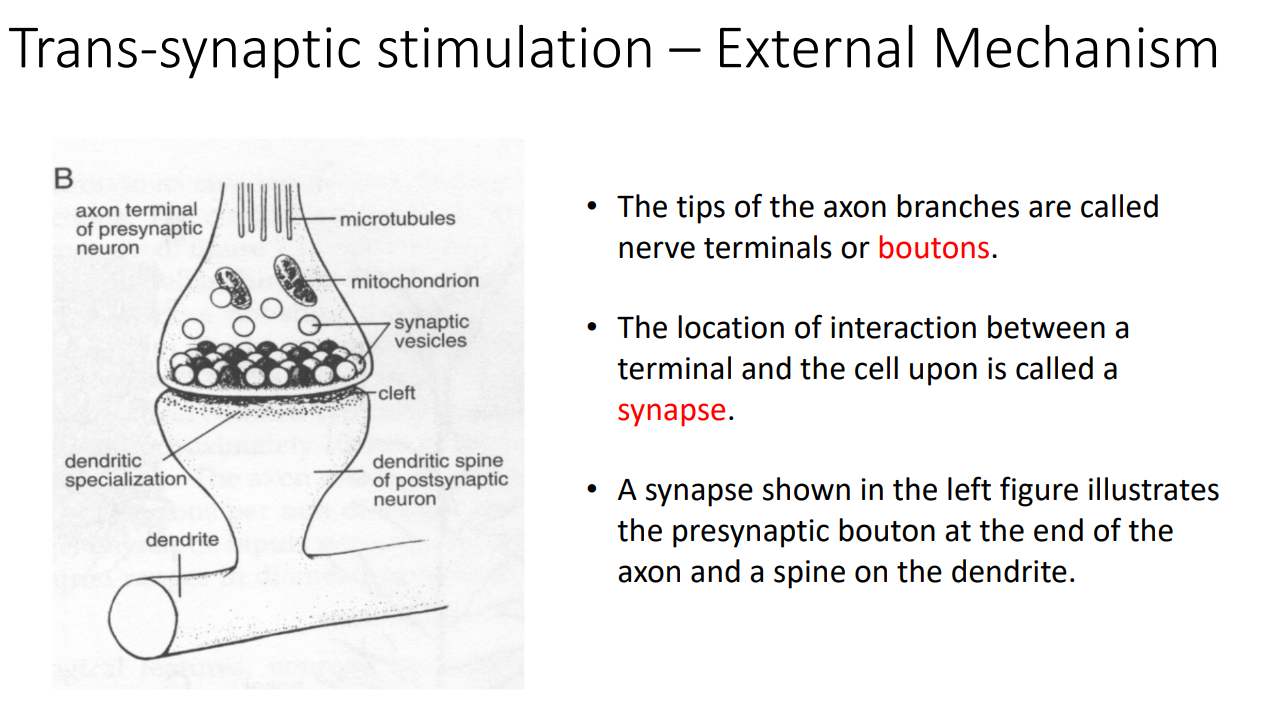 Trans-synaptic stimulation – External Mechanism
B
axon terminal
of presynaptic
neuron
microtubules
mitochondrion
synaptic
vesicles
cleft
dendritic
specialization
dendritic spine
of postsynaptic
neuron
dendrite
• The tips of the axon branches are called
nerve terminals or boutons.
• The location of interaction between a
terminal and the cell upon is called a
synapse.
• A synapse shown in the left figure illustrates
the presynaptic bouton at the end of the
axon and a spine on the dendrite.